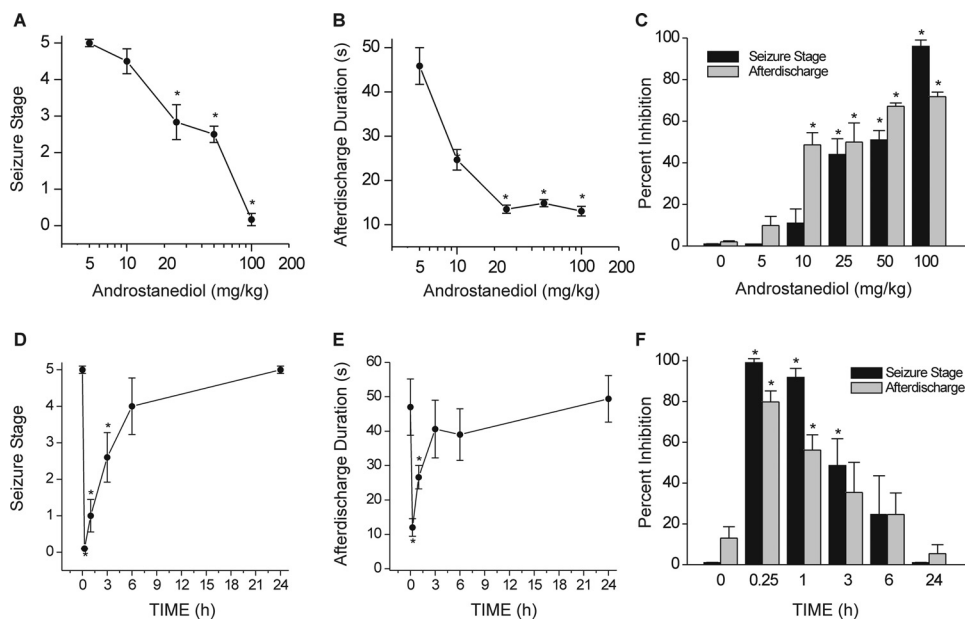 A
Seizure Stage
5
4
3
2
1
0
5 10 20 100 200
Androstanediol (mg/kg)
* * *
B
Afterdischarge Duration (s)
50
40
30
20
10
5 10 20 100 200
Androstanediol (mg/kg)
* * *
C
Percent Inhibition
100
80
60
40
20
0
Seizure Stage
Afterdischarge
* * * * * * *
0 5 10 25 50 100
Androstanediol (mg/kg)
D
Seizure Stage
5
4
3
2
1
0
* * *
0 3 6 9 12 15 18 21 24
TIME (h)
E
Afterdischarge Duration (s)
60
50
40
30
20
10
0
* *
0 3 6 9 12 15 18 21 24
TIME (h)
F
Percent Inhibition
100
80
60
40
20
0
Seizure Stage
Afterdischarge
* * * * *
0 0.25 1 3 6 24
TIME (h)